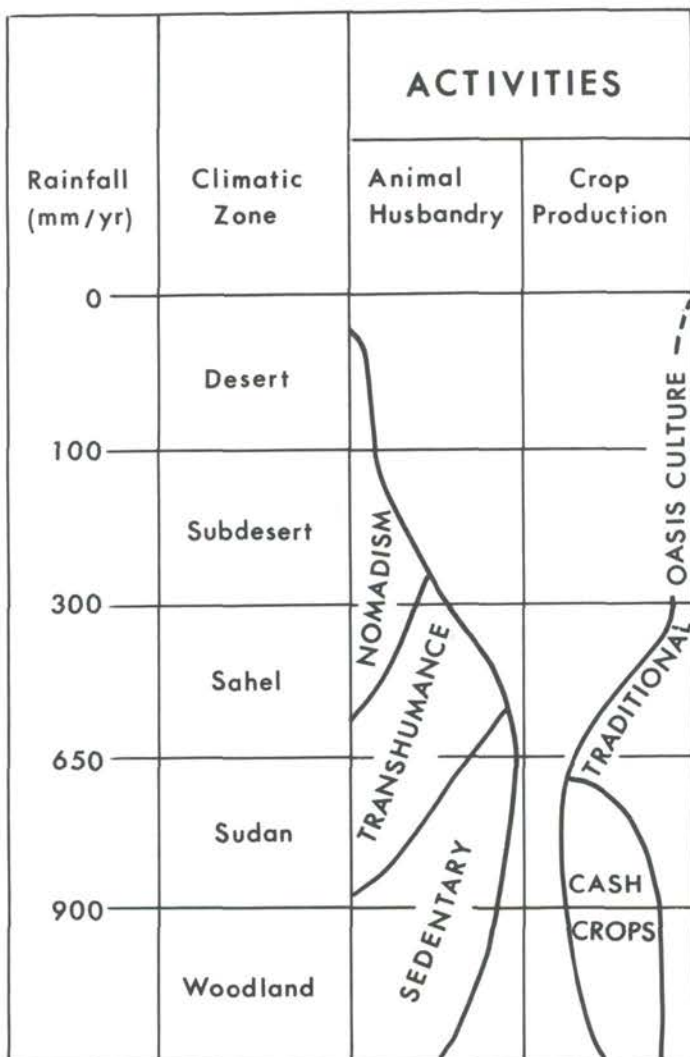 ACTIVITIES
Rainfall
(mm/yr)
Climatic
Zone
Animal
Husbandry
Crop
Production
0
Desert
100
Subdesert
300
Sahel
650
Sudan
900
Woodland
NOMADISM
TRANSHUMANCE
SEDENTARY
OASIS CULTURE
TRADITIONAL
CASH
CROPS